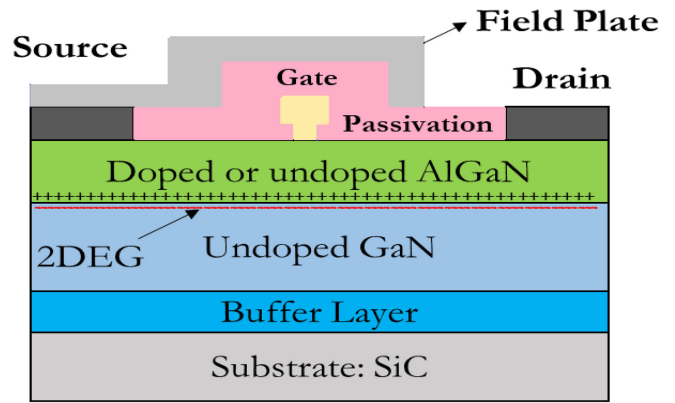 Field Plate
Source
Gate
Drain
Passivation
Doped or undoped AlGaN
++++++++++++++++++++++++++++++++++++++++++++++++++++++++++++++++++++++
2DEG
Undoped GaN
Buffer Layer
Substrate: SiC